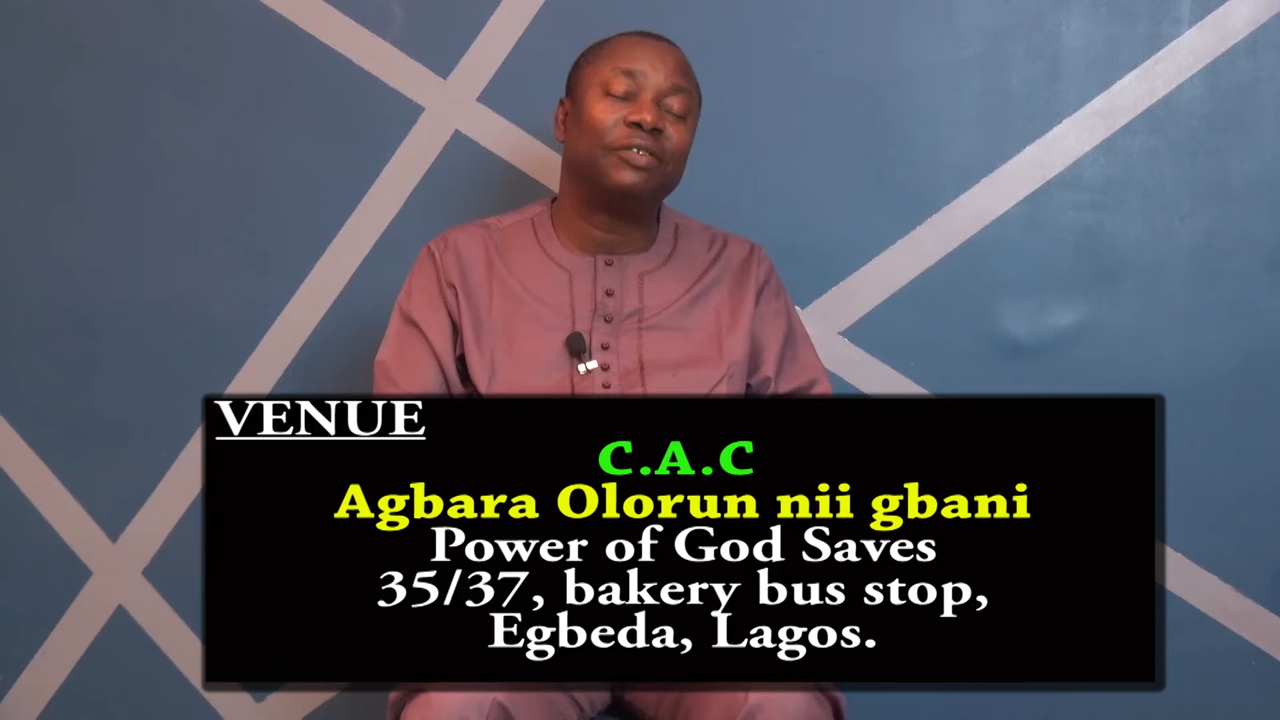 VENUE
C.A.C
Agbara Olorun nii gbani
Power of God Saves
35/37, bakery bus stop,
Egbeda, Lagos.